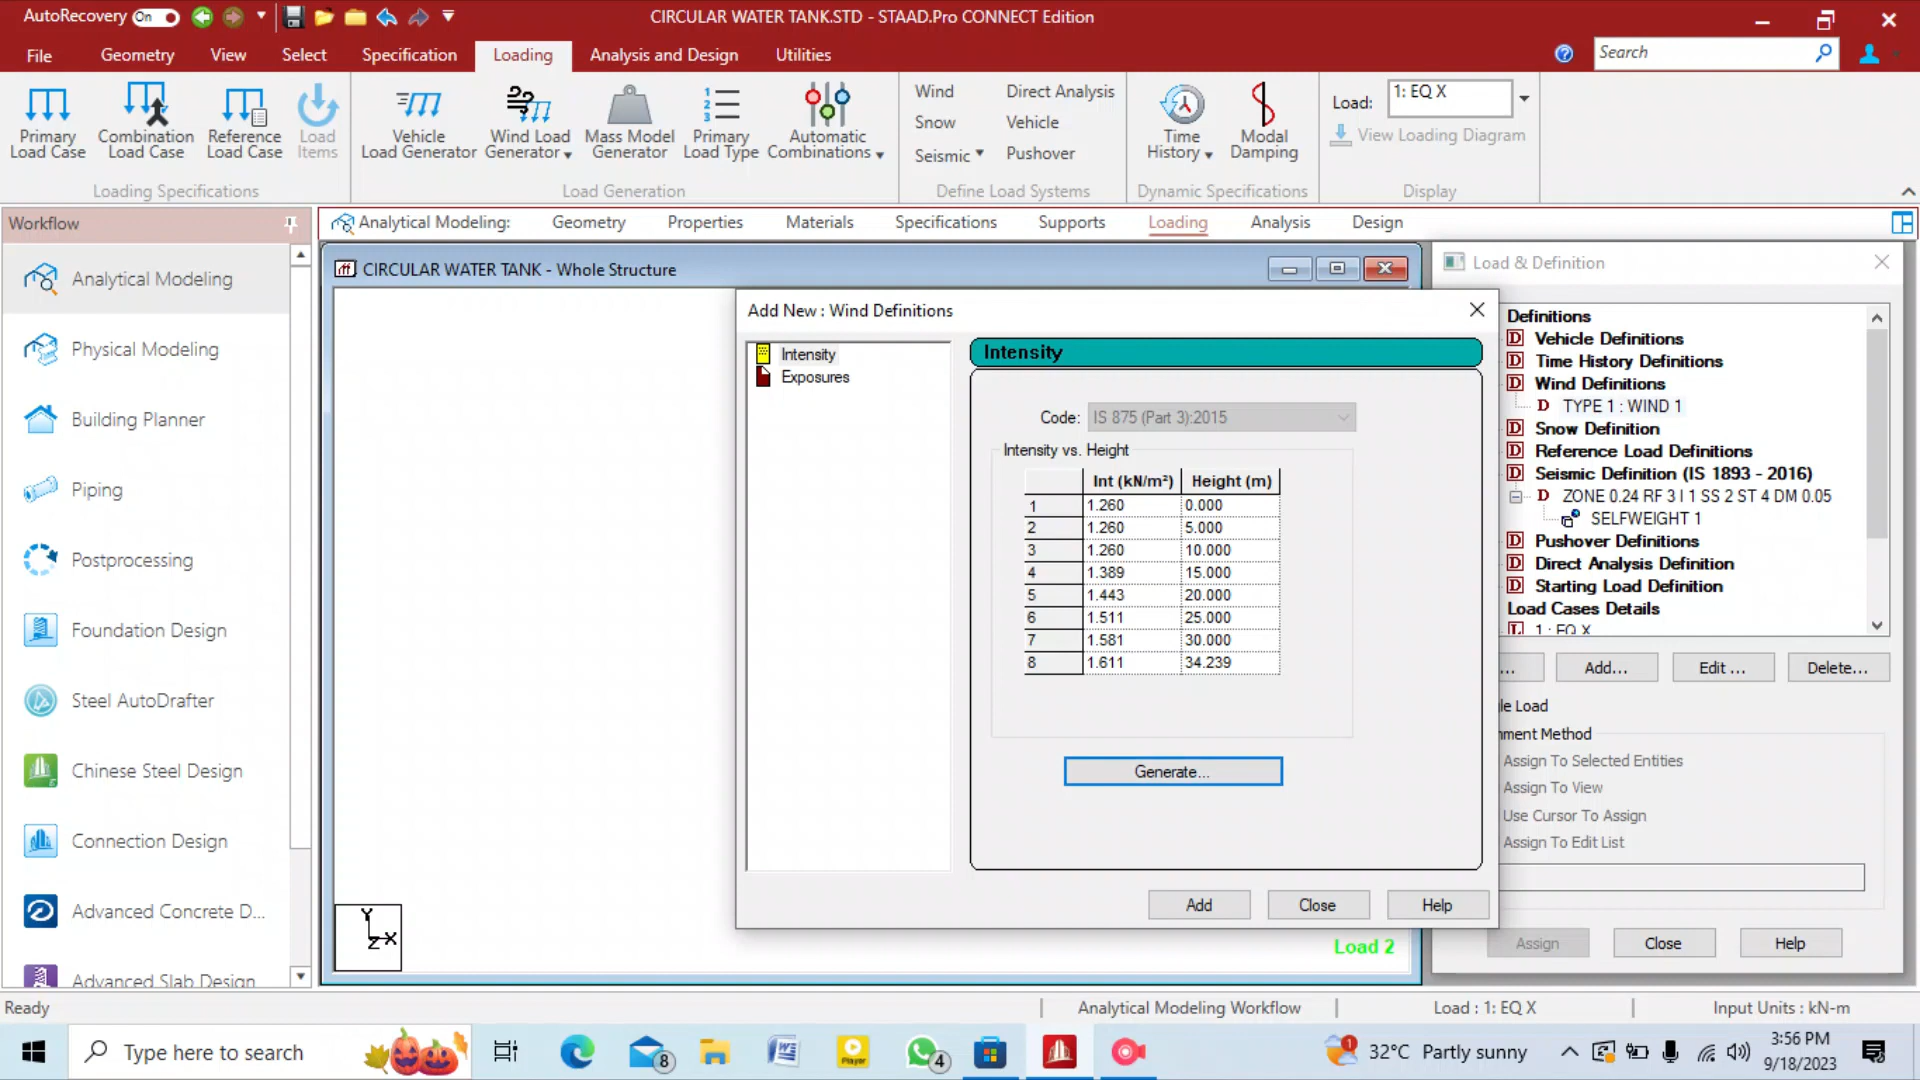 AutoRecovery On
CIRCULAR WATER TANK.STD - STAAD.Pro CONNECT Edition
File Geometry View Select Specification Loading Analysis and Design Utilities
Search
Primary Load Case
Combination Load Case
Reference Load Case
Load Items
Loading Specifications
Vehicle Load Generator
Wind Load Generator
Mass Model Generator
Primary Load Type
Automatic Combinations
Load Generation
Wind
Snow
Seismic
Direct Analysis
Vehicle
Pushover
Define Load Systems
Time History
Modal Damping
Dynamic Specifications
Load: 1: EQ X
View Loading Diagram
Display
Workflow
Analytical Modeling: Geometry Properties Materials Specifications Supports Loading Analysis Design
Analytical Modeling
Physical Modeling
Building Planner
Piping
Postprocessing
Foundation Design
Steel AutoDrafter
Chinese Steel Design
Connection Design
Advanced Concrete D...
Advanced Slab Design
CIRCULAR WATER TANK - Whole Structure
Y
Z X
Load 2
Add New : Wind Definitions
Intensity
Exposures
Intensity
Code: IS 875 (Part 3):2015
Intensity vs. Height
Int (kN/m²) Height (m)
1 1.260 0.000
2 1.260 5.000
3 1.260 10.000
4 1.389 15.000
5 1.443 20.000
6 1.511 25.000
7 1.581 30.000
8 1.611 34.239
Generate...
Add Close Help
Load & Definition
Definitions
D Vehicle Definitions
D Time History Definitions
D Wind Definitions
D TYPE 1 : WIND 1
D Snow Definition
D Reference Load Definitions
D Seismic Definition (IS 1893 - 2016)
D ZONE 0.24 RF 3 I 1 SS 2 ST 4 DM 0.05
SELFWEIGHT 1
D Pushover Definitions
D Direct Analysis Definition
D Starting Load Definition
Load Cases Details
L 1 : EQ X
... Add... Edit ... Delete...
le Load
nment Method
Assign To Selected Entities
Assign To View
Use Cursor To Assign
Assign To Edit List
Assign Close Help
Ready
Analytical Modeling Workflow
Load : 1: EQ X
Input Units : kN-m
Type here to search
8
Player
4
1
32°C Partly sunny
3:56 PM
9/18/2023